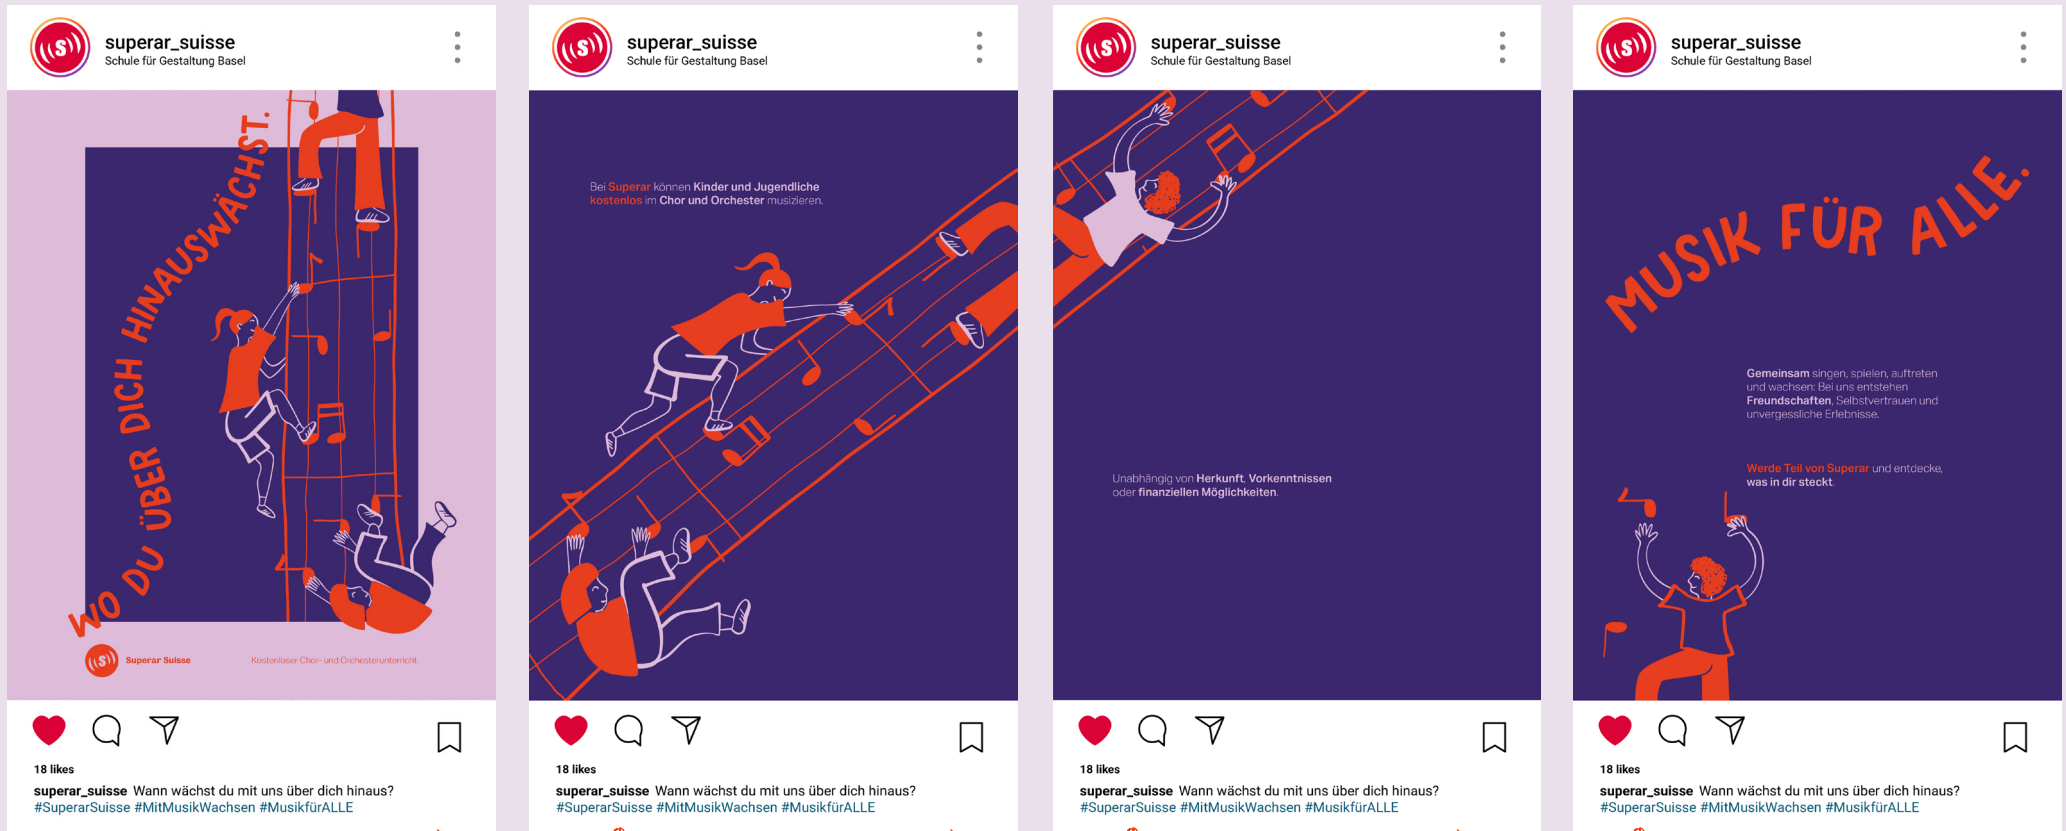 superar_suisse
Schule für Gestaltung Basel
WO DU ÜBER DICH HINAUSWÄCHST.
S
Superar Suisse
Kostenloser Chor- und Orchesterunterricht.
18 likes
superar_suisse Wann wächst du mit uns über dich hinaus?
#SuperarSuisse #MitMusikWachsen #MusikfürALLE
superar_suisse
Schule für Gestaltung Basel
Bei Superar können Kinder und Jugendliche
kostenlos im Chor und Orchester musizieren.
18 likes
superar_suisse Wann wächst du mit uns über dich hinaus?
#SuperarSuisse #MitMusikWachsen #MusikfürALLE
superar_suisse
Schule für Gestaltung Basel
Unabhängig von Herkunft, Vorkenntnissen
oder finanziellen Möglichkeiten.
18 likes
superar_suisse Wann wächst du mit uns über dich hinaus?
#SuperarSuisse #MitMusikWachsen #MusikfürALLE
superar_suisse
Schule für Gestaltung Basel
MUSIK FÜR ALLE.
Gemeinsam singen, spielen, auftreten
und wachsen: Bei uns entstehen
Freundschaften, Selbstvertrauen und
unvergessliche Erlebnisse.
Werde Teil von Superar und entdecke,
was in dir steckt.
18 likes
superar_suisse Wann wächst du mit uns über dich hinaus?
#SuperarSuisse #MitMusikWachsen #MusikfürALLE